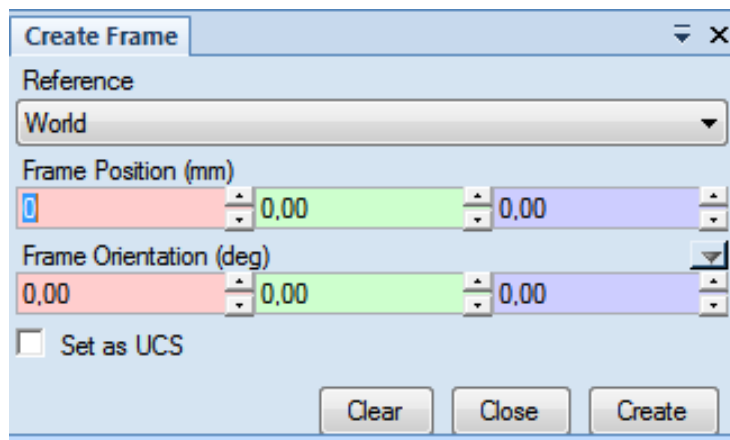 Create Frame
Reference
World
Frame Position (mm)
0 0,00 0,00
Frame Orientation (deg)
0,00 0,00 0,00
Set as UCS
Clear Close Create